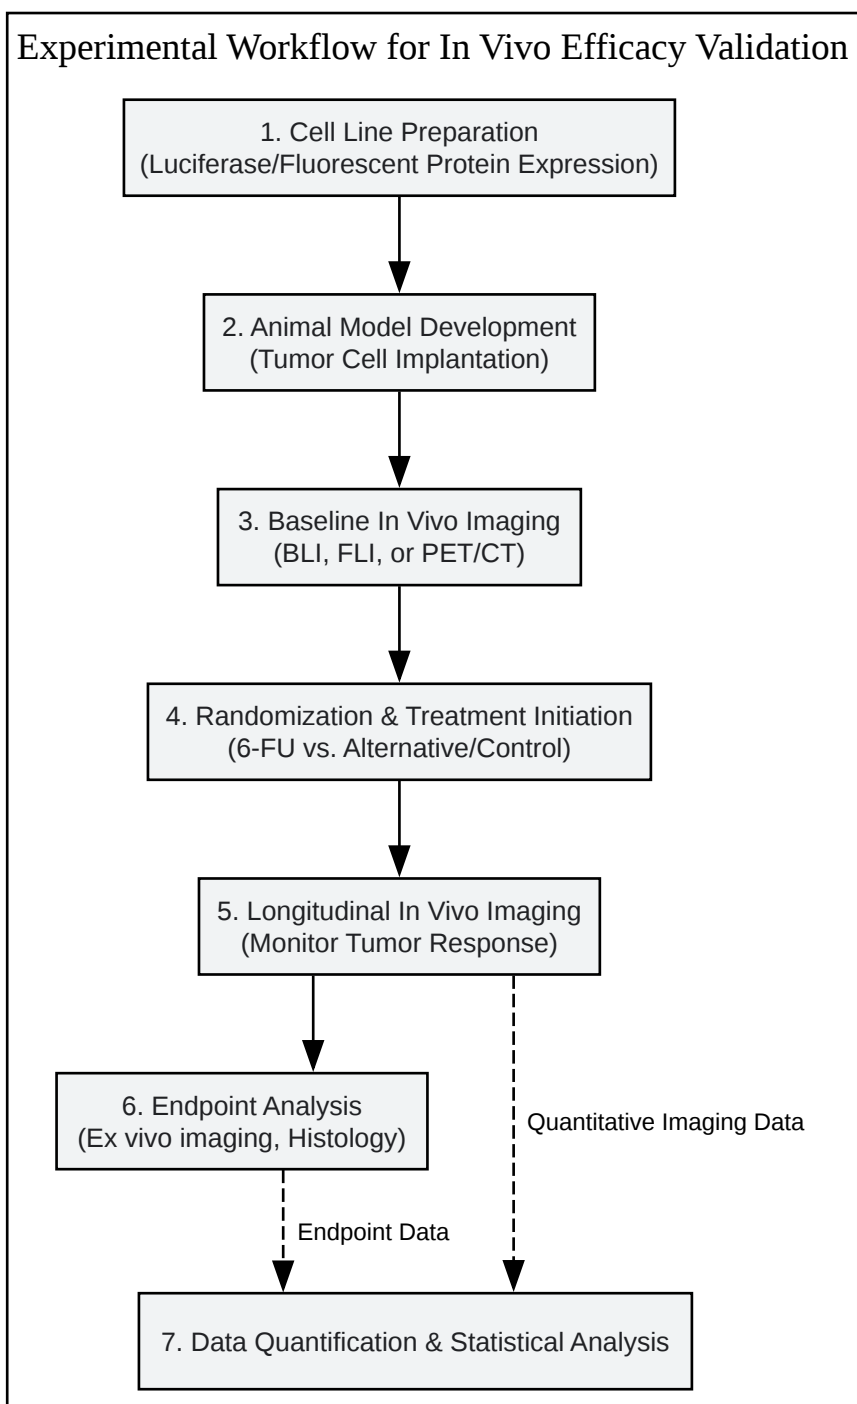 Experimental Workflow for In Vivo Efficacy Validation
1. Cell Line Preparation
(Luciferase/Fluorescent Protein Expression)
2. Animal Model Development
(Tumor Cell Implantation)
3. Baseline In Vivo Imaging
(BLI, FLI, or PET/CT)
4. Randomization & Treatment Initiation
(6-FU vs. Alternative/Control)
5. Longitudinal In Vivo Imaging
(Monitor Tumor Response)
6. Endpoint Analysis
(Ex vivo imaging, Histology)
Quantitative Imaging Data
Endpoint Data
7. Data Quantification & Statistical Analysis